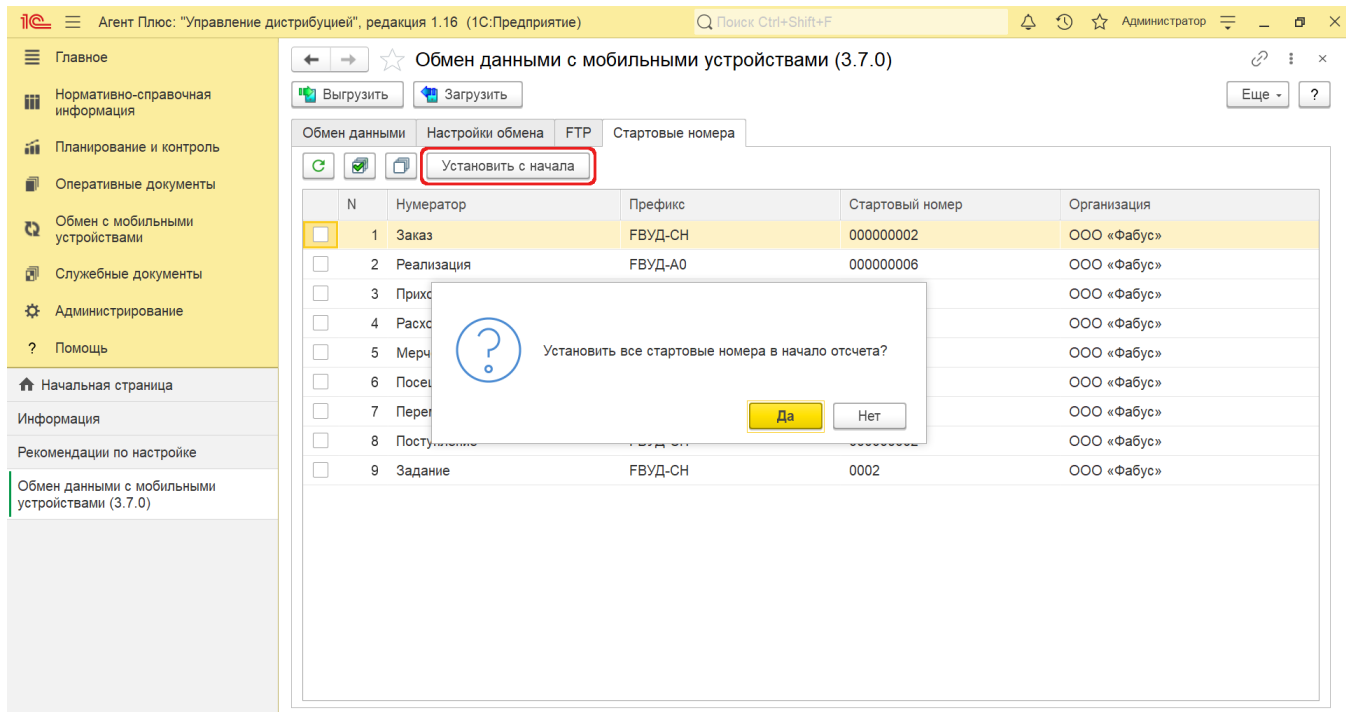 Агент Плюс: "Управление дистрибуцией", редакция 1.16 (1С:Предприятие)
Поиск Ctrl+Shift+F
Администратор
Главное
Нормативно-справочная
информация
Планирование и контроль
Оперативные документы
Обмен с мобильными
устройствами
Служебные документы
Администрирование
? Помощь
Начальная страница
Информация
Рекомендации по настройке
Обмен данными с мобильными
устройствами (3.7.0)
Обмен данными с мобильными устройствами (3.7.0)
Выгрузить Загрузить Еще ?
Обмен данными Настройки обмена FTP Стартовые номера
Установить с начала
N Нумератор Префикс Стартовый номер Организация
1 Заказ FВУД-СН 000000002 ООО «Фабус»
2 Реализация FВУД-А0 000000006 ООО «Фабус»
3 ООО «Фабус»
4 ООО «Фабус»
5 ООО «Фабус»
6 ООО «Фабус»
7 ООО «Фабус»
8 ООО «Фабус»
9 Задание FВУД-СН 0002 ООО «Фабус»
Установить все стартовые номера в начало отсчета?
Да Нет